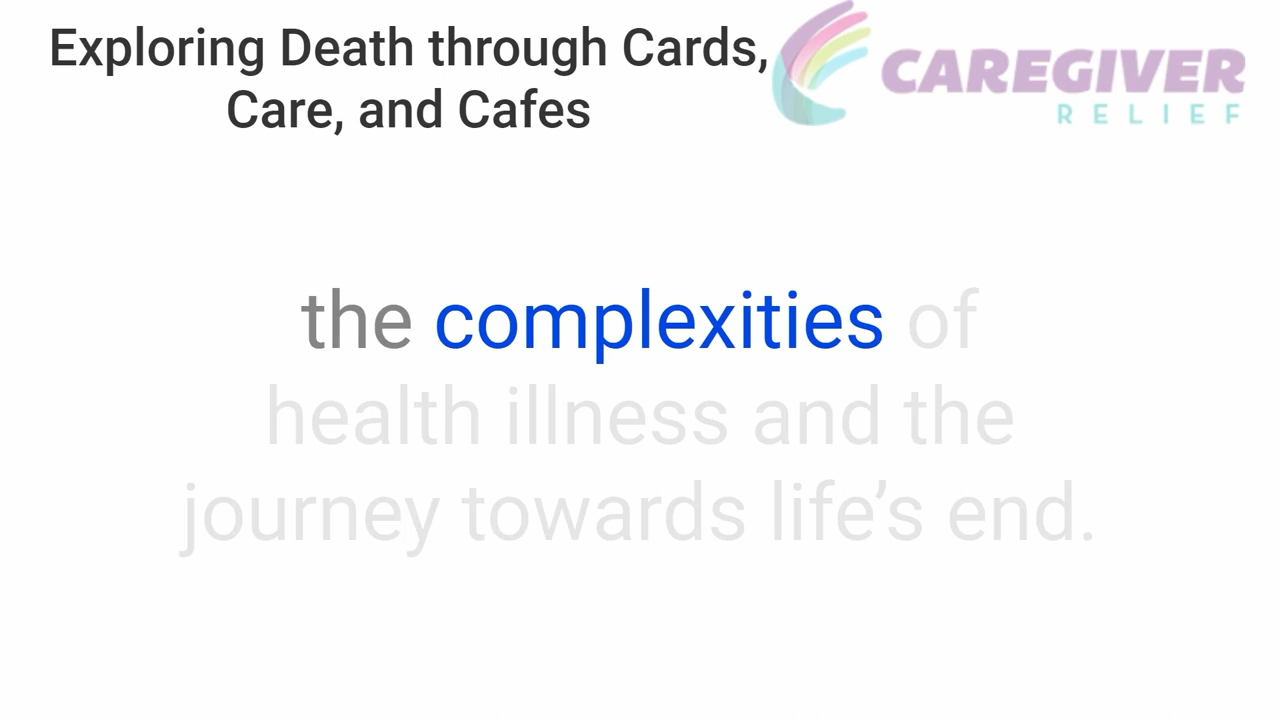 Exploring Death through Cards,
Care, and Cafes
CAREGIVER
RELIEF
the complexities of
health illness and the
journey towards life’s end.